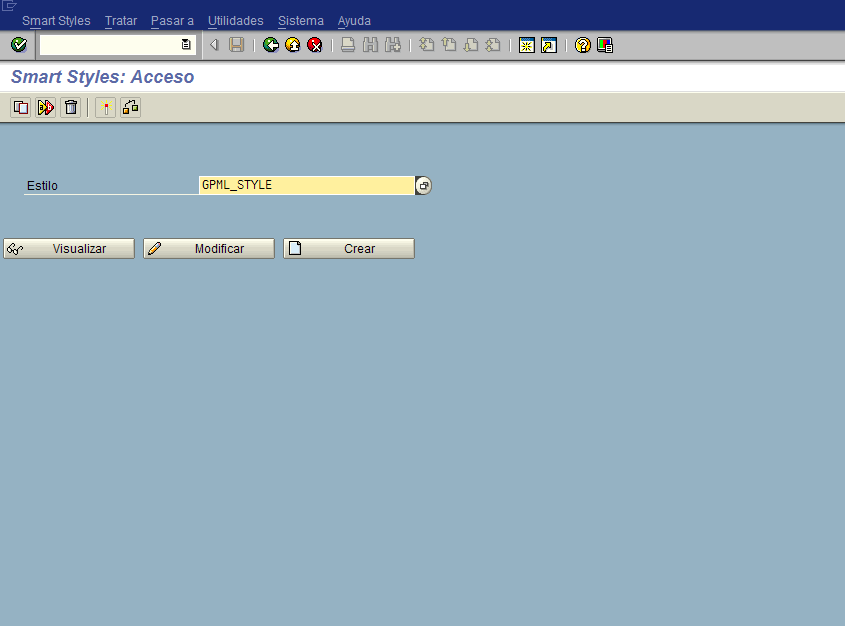 Smart Styles Tratar Pasar a Utilidades Sistema Ayuda
Smart Styles: Acceso
Estilo GPML_STYLE
Visualizar Modificar Crear